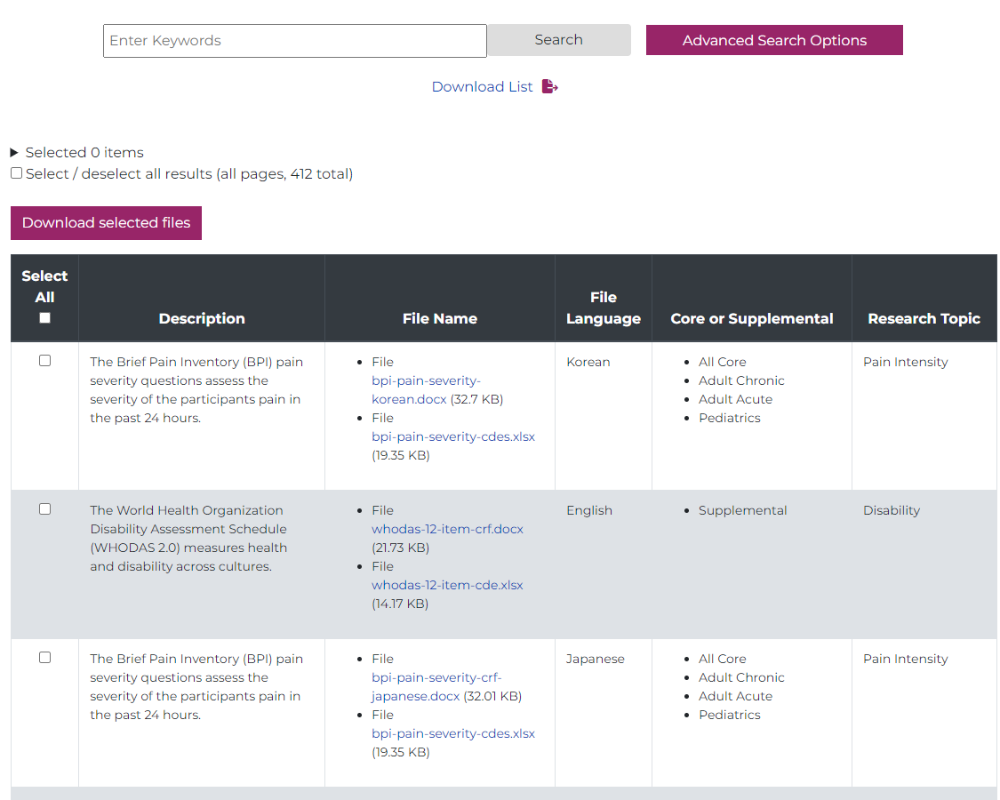 Enter Keywords
Search
Advanced Search Options
Download List
Selected 0 items
Select / deselect all results (all pages, 412 total)
Download selected files
Select
All
Description
File Name
File
Language
Core or Supplemental
Research Topic
The Brief Pain Inventory (BPI) pain
severity questions assess the
severity of the participants pain in
the past 24 hours.
File
bpi-pain-severity-
korean.docx (32.7 KB)
File
bpi-pain-severity-cdes.xlsx
(19.35 KB)
Korean
All Core
Adult Chronic
Adult Acute
Pediatrics
Pain Intensity
The World Health Organization
Disability Assessment Schedule
(WHODAS 2.0) measures health
and disability across cultures.
File
whodas-12-item-crf.docx
(21.73 KB)
File
whodas-12-item-cde.xlsx
(14.17 KB)
English
Supplemental
Disability
The Brief Pain Inventory (BPI) pain
severity questions assess the
severity of the participants pain in
the past 24 hours.
File
bpi-pain-severity-crf-
japanese.docx (32.01 KB)
File
bpi-pain-severity-cdes.xlsx
(19.35 KB)
Japanese
All Core
Adult Chronic
Adult Acute
Pediatrics
Pain Intensity